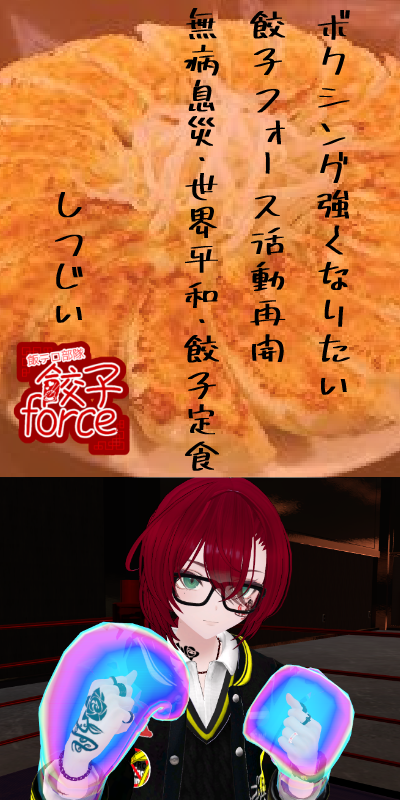 ボクシング強くなりたい
餃子フォース活動再開
無病息災・世界平和・餃子定食
しつじい
飯テロ部隊
餃子
force